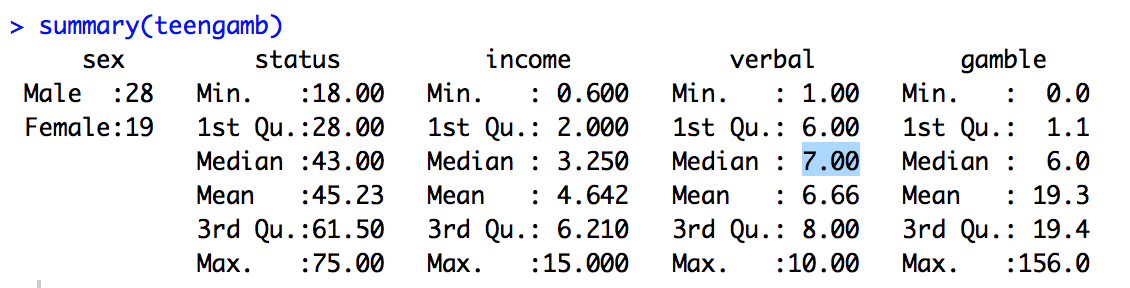 > summary(teengamb)
     sex         status          income           verbal          gamble
 Male  :28   Min.   :18.00   Min.   : 0.600   Min.   : 1.00   Min.   :  0.0
 Female:19   1st Qu.:28.00   1st Qu.: 2.000   1st Qu.: 6.00   1st Qu.:  1.1
             Median :43.00   Median : 3.250   Median : 7.00   Median :  6.0
             Mean   :45.23   Mean   : 4.642   Mean   : 6.66   Mean   : 19.3
             3rd Qu.:61.50   3rd Qu.: 6.210   3rd Qu.: 8.00   3rd Qu.: 19.4
             Max.   :75.00   Max.   :15.000   Max.   :10.00   Max.   :156.0